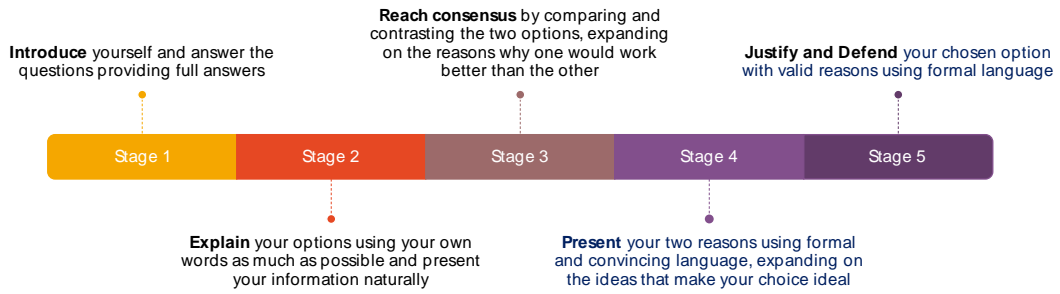 Introduce yourself and answer the
questions providing full answers
Reach consensus by comparing and
contrasting the two options, expanding
on the reasons why one would work
better than the other
Justify and Defend your chosen option
with valid reasons using formal language
Stage 1
Stage 2
Stage 3
Stage 4
Stage 5
Explain your options using your own
words as much as possible and present
your information naturally
Present your two reasons using formal
and convincing language, expanding on
the ideas that make your choice ideal